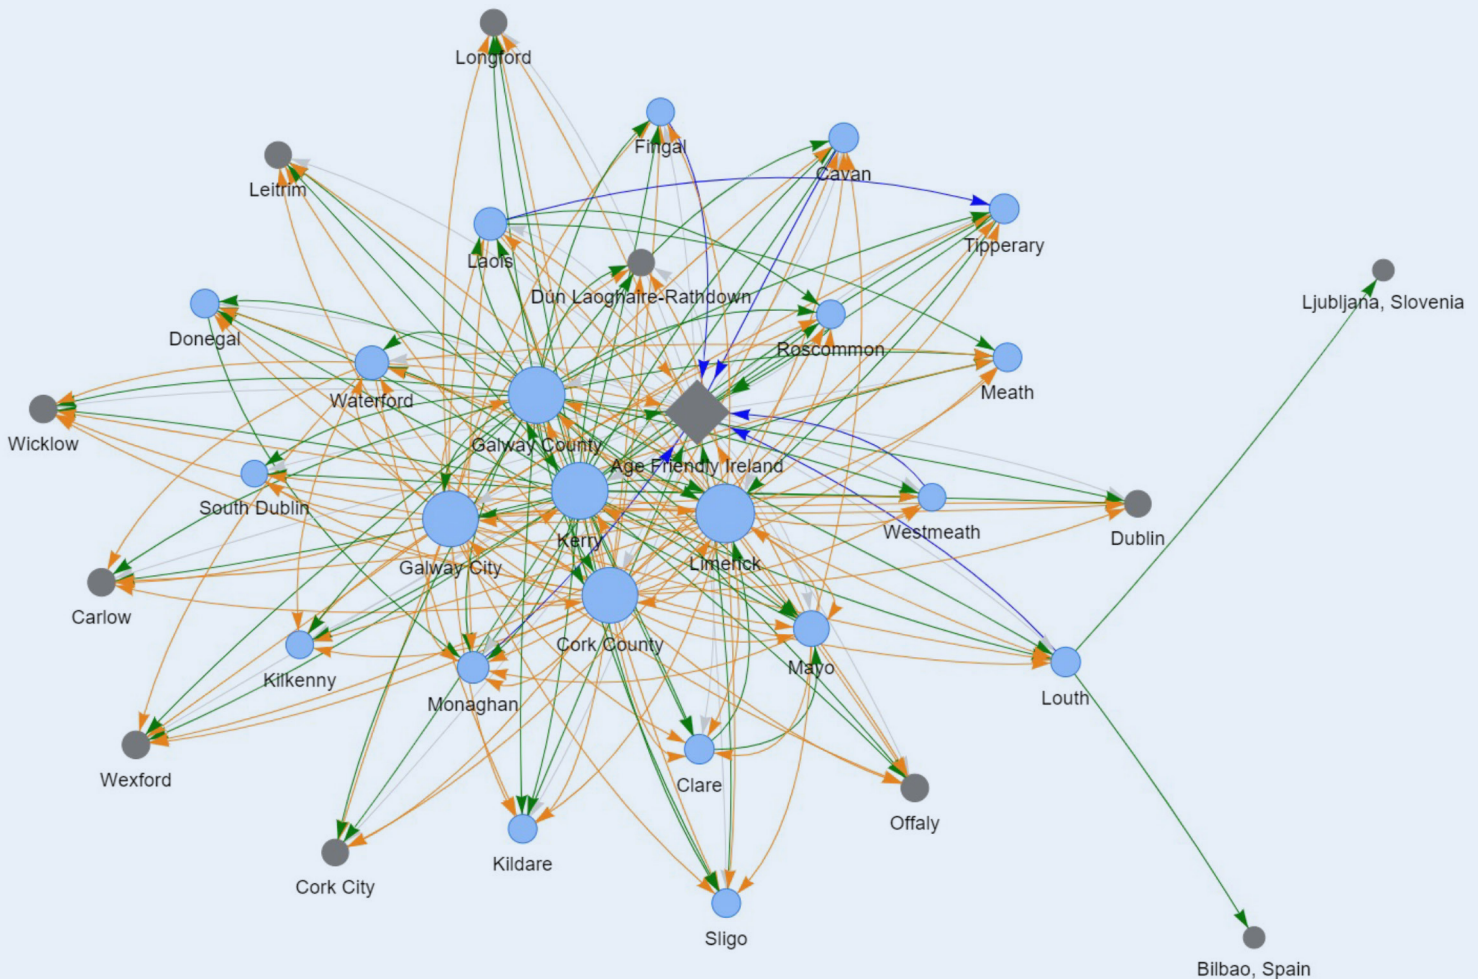 Longford
Fingal
Cavan
Leitrim
Tipperary
Laois
Dún Laoghaire-Rathdown
Ljubljana, Slovenia
Donegal
Roscommon
Waterford
Meath
Wicklow
Galway County
Age Friendly Ireland
South Dublin
Westmeath
Dublin
Kerry
Galway City
Limerick
Carlow
Cork County
Mayo
Kilkenny
Monaghan
Louth
Wexford
Clare
Offaly
Kildare
Cork City
Sligo
Bilbao, Spain